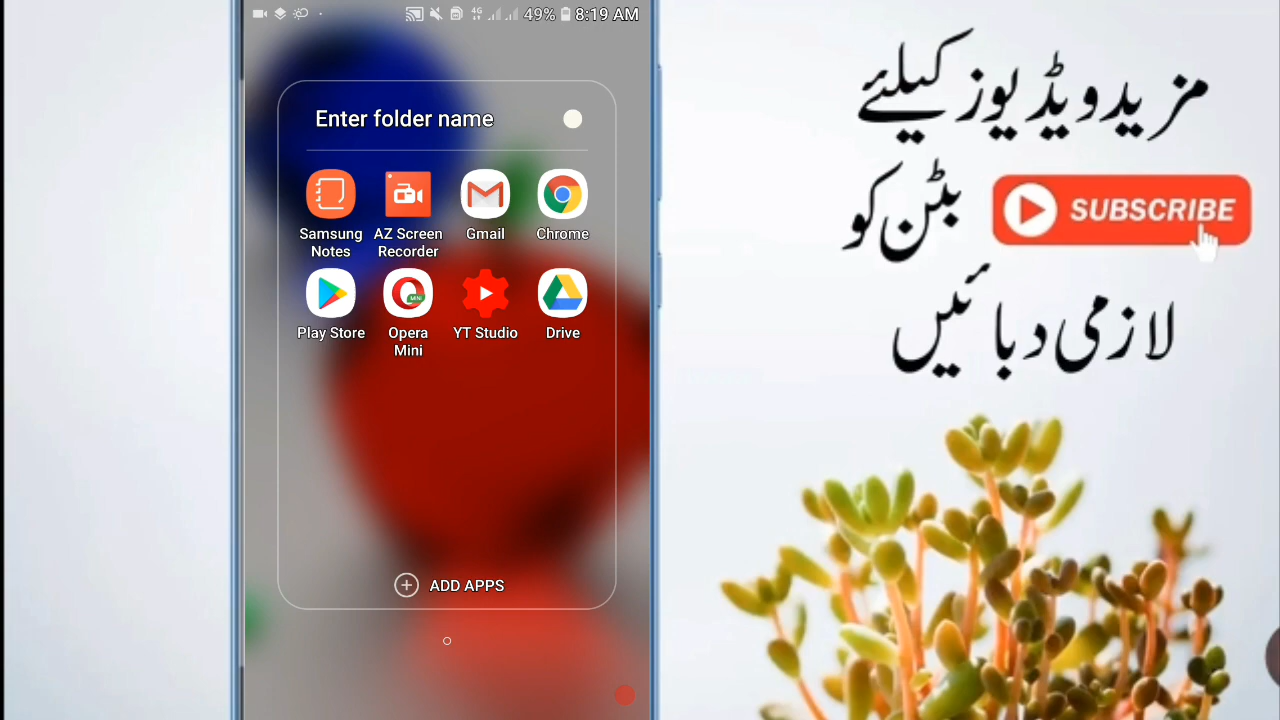 4G 49% 8:19 AM
Enter folder name
Samsung Notes
AZ Screen Recorder
Gmail
Chrome
Play Store
Opera Mini
YT Studio
Drive
ADD APPS
مزید ویڈیوز کیلئے
SUBSCRIBE بٹن کو
لازمی دبائیں